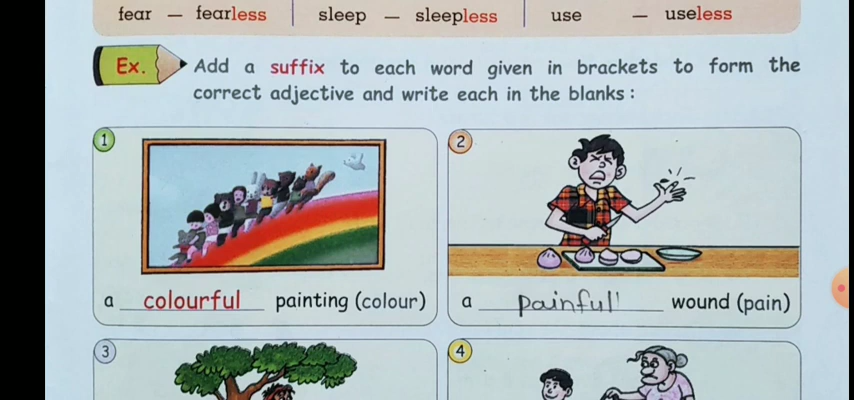 fear — fearless sleep — sleepless use — useless
Ex. Add a suffix to each word given in brackets to form the
correct adjective and write each in the blanks :
1 2
a colourful painting (colour) a painfull wound (pain)
3 4